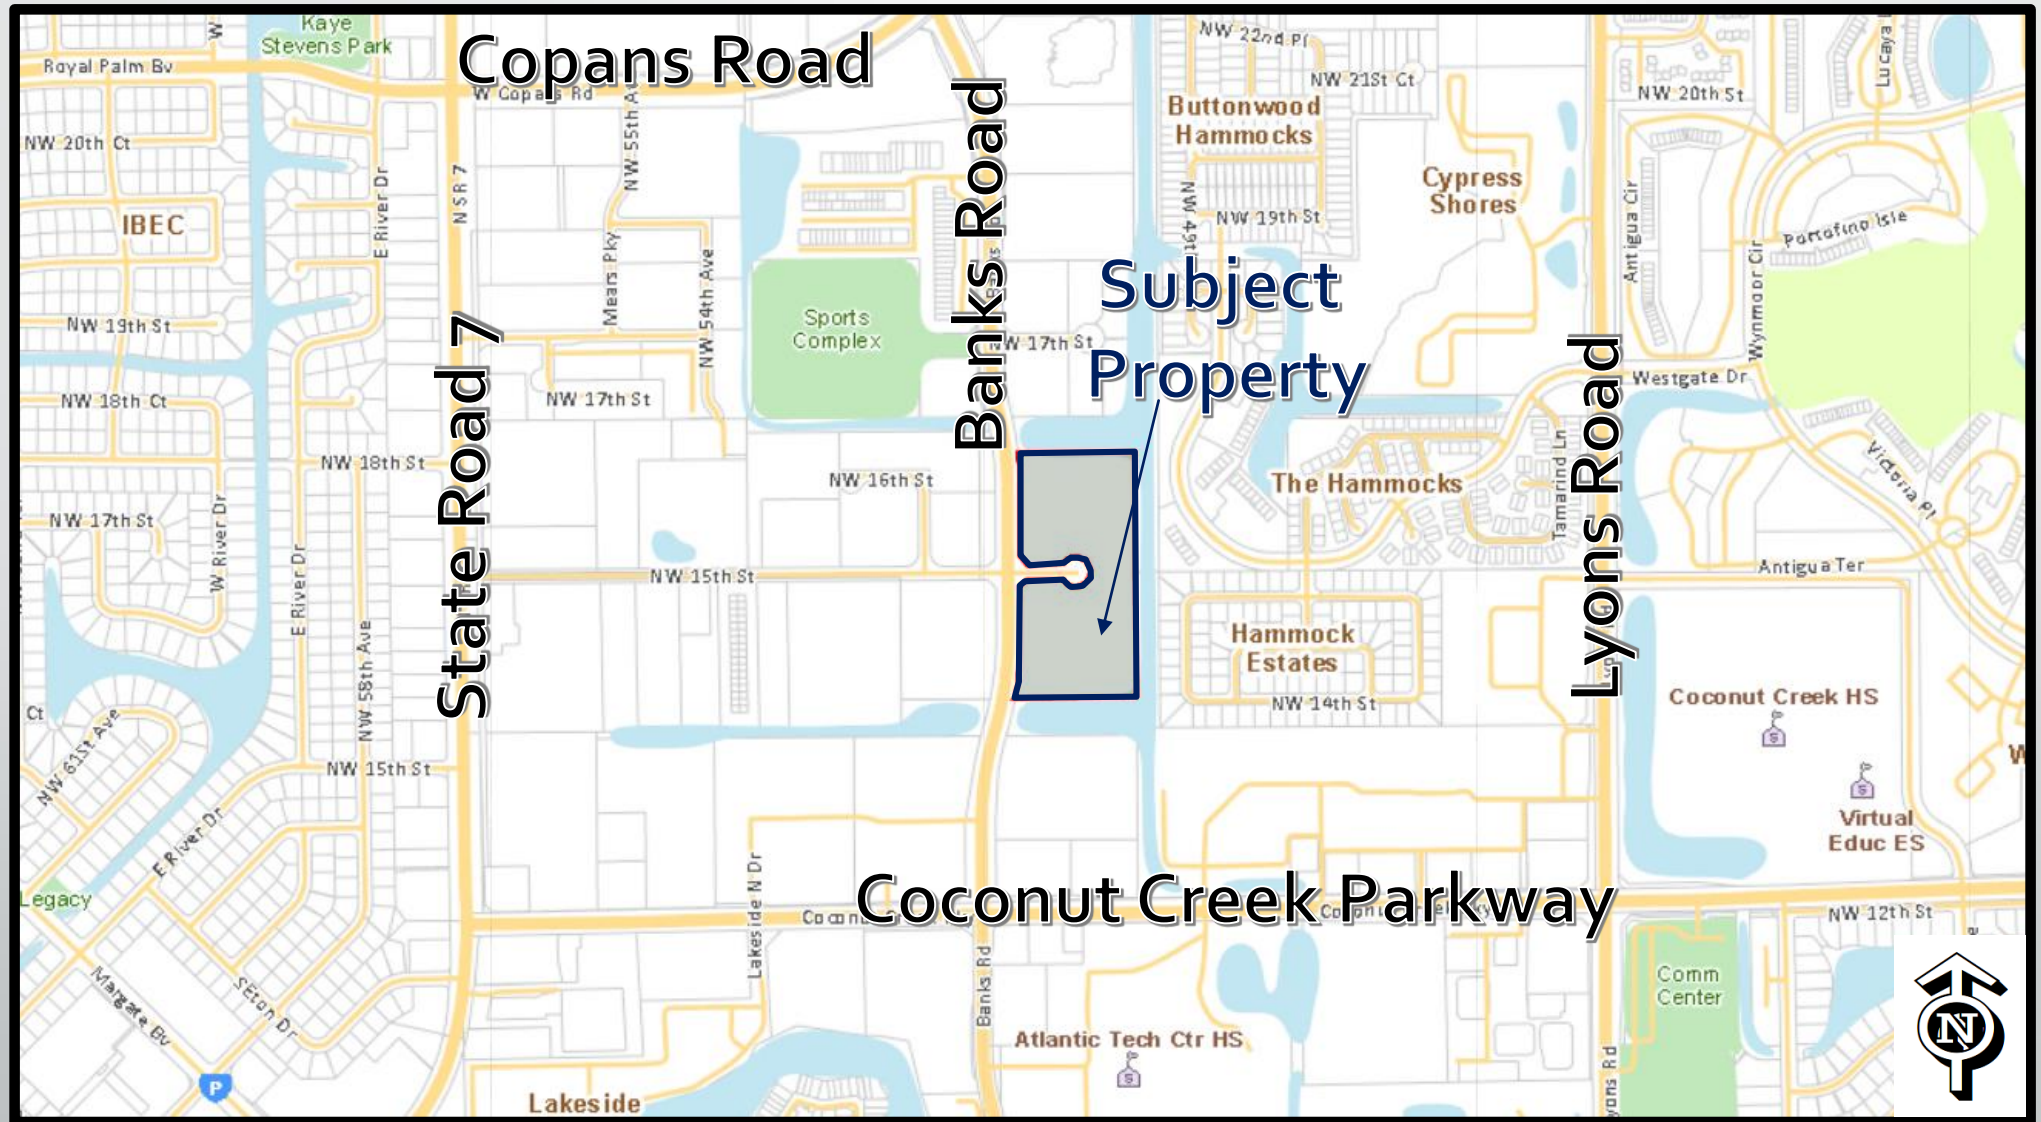 Kaye
Stevens Park
Copans Road
NW 22nd Pl
Royal Palm Bv
W Copans Rd
NW 21St Ct
NW 20th St
Buttonwood
Hammocks
NW 20th Ct
NW 55th Av
Banks Road
Cypress
Shores
IBEC
E River Dr
N SR 7
NW 19th St
Antigua Cir
Portofino Isle
Mears Pky
NW 54th Ave
Subject
Property
Wynmoor Cir
Sports
Complex
NW 19th St
NW 17th St
State Road 7
Lyons Road
Westgate Dr
NW 18th Ct
NW 17th St
NW 18th St
NW 16th St
The Hammocks
Tamarind Ln
Victoria Pl
NW 17th St
W River Dr
E River Dr
NW 15th St
Antigua Ter
Hammock
Estates
NW 58th Ave
NW 14th St
Coconut Creek HS
Ct
NW 61St Ave
NW 15th St
E River Dr
Virtual
Educ ES
Legacy
Lakeside N Dr
Coconut Creek Parkway
NW 12th St
Margate Bv
S Eton Dr
Banks Rd
Comm
Center
N
Atlantic Tech Ctr HS
P
Lakeside